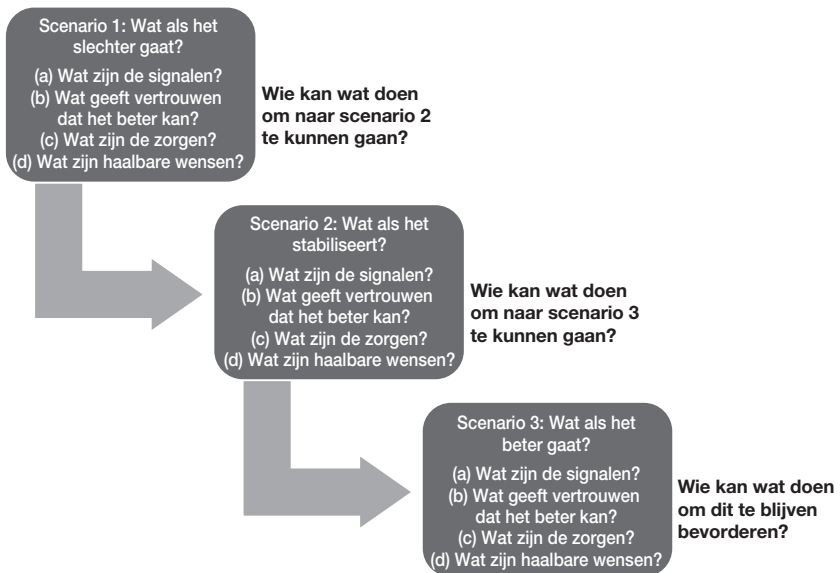 Scenario 1: Wat als het
slechter gaat?
(a) Wat zijn de signalen?
(b) Wat geeft vertrouwen
dat het beter kan?
(c) Wat zijn de zorgen?
(d) Wat zijn haalbare wensen?
Wie kan wat doen
om naar scenario 2
te kunnen gaan?
Scenario 2: Wat als het
stabiliseert?
(a) Wat zijn de signalen?
(b) Wat geeft vertrouwen
dat het beter kan?
(c) Wat zijn de zorgen?
(d) Wat zijn haalbare wensen?
Wie kan wat doen
om naar scenario 3
te kunnen gaan?
Scenario 3: Wat als het
beter gaat?
(a) Wat zijn de signalen?
(b) Wat geeft vertrouwen
dat het beter kan?
(c) Wat zijn de zorgen?
(d) Wat zijn haalbare wensen?
Wie kan wat doen
om dit te blijven
bevorderen?